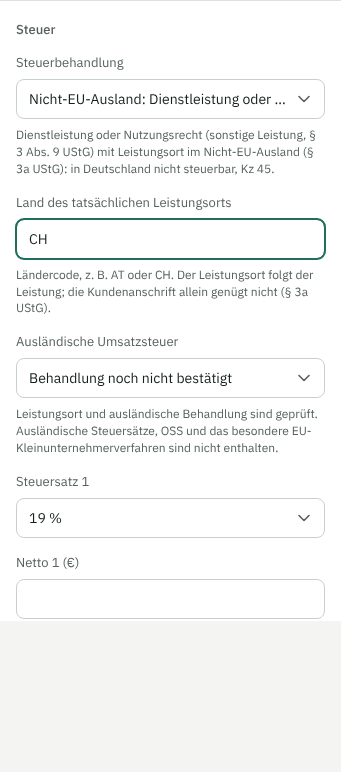 Steuer
Steuerbehandlung
Nicht-EU-Ausland: Dienstleistung oder ...
Dienstleistung oder Nutzungsrecht (sonstige Leistung, §
3 Abs. 9 UStG) mit Leistungsort im Nicht-EU-Ausland (§
3a UStG): in Deutschland nicht steuerbar, Kz 45.
Land des tatsächlichen Leistungsorts
CH
Ländercode, z. B. AT oder CH. Der Leistungsort folgt der
Leistung; die Kundenanschrift allein genügt nicht (§ 3a
UStG).
Ausländische Umsatzsteuer
Behandlung noch nicht bestätigt
Leistungsort und ausländische Behandlung sind geprüft.
Ausländische Steuersätze, OSS und das besondere EU-
Kleinunternehmerverfahren sind nicht enthalten.
Steuersatz 1
19 %
Netto 1 (€)